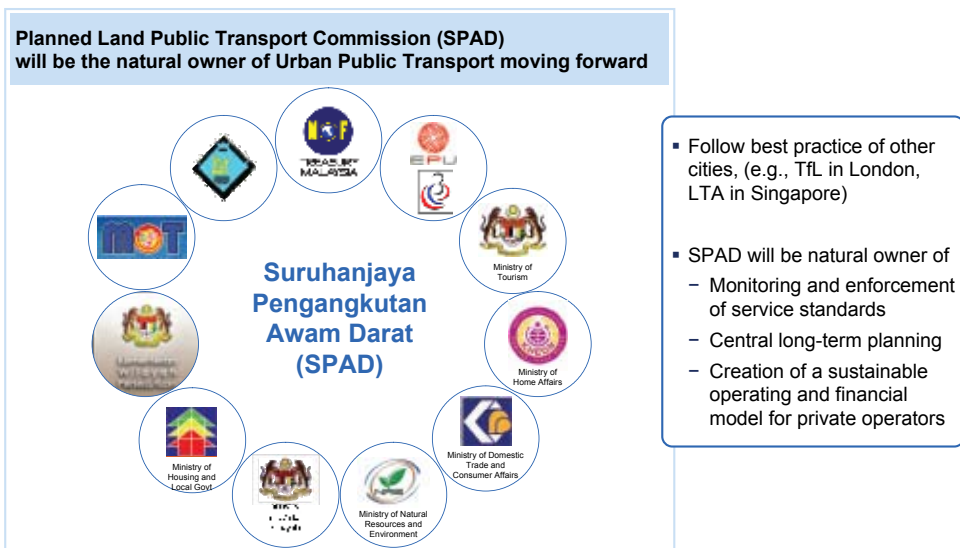 Planned Land Public Transport Commission (SPAD)
will be the natural owner of Urban Public Transport moving forward
TREASURY
MALAYSIA
EPU
MOT
Ministry of
Tourism
Suruhanjaya
Pengangkutan
Awam Darat
(SPAD)
Ministry of
Home Affairs
Ministry of
Housing and
Local Govt
Ministry of Domestic
Trade and
Consumer Affairs
Ministry of Natural
Resources and
Environment
▪ Follow best practice of other
cities, (e.g., TfL in London,
LTA in Singapore)
▪ SPAD will be natural owner of
− Monitoring and enforcement
of service standards
− Central long-term planning
− Creation of a sustainable
operating and financial
model for private operators